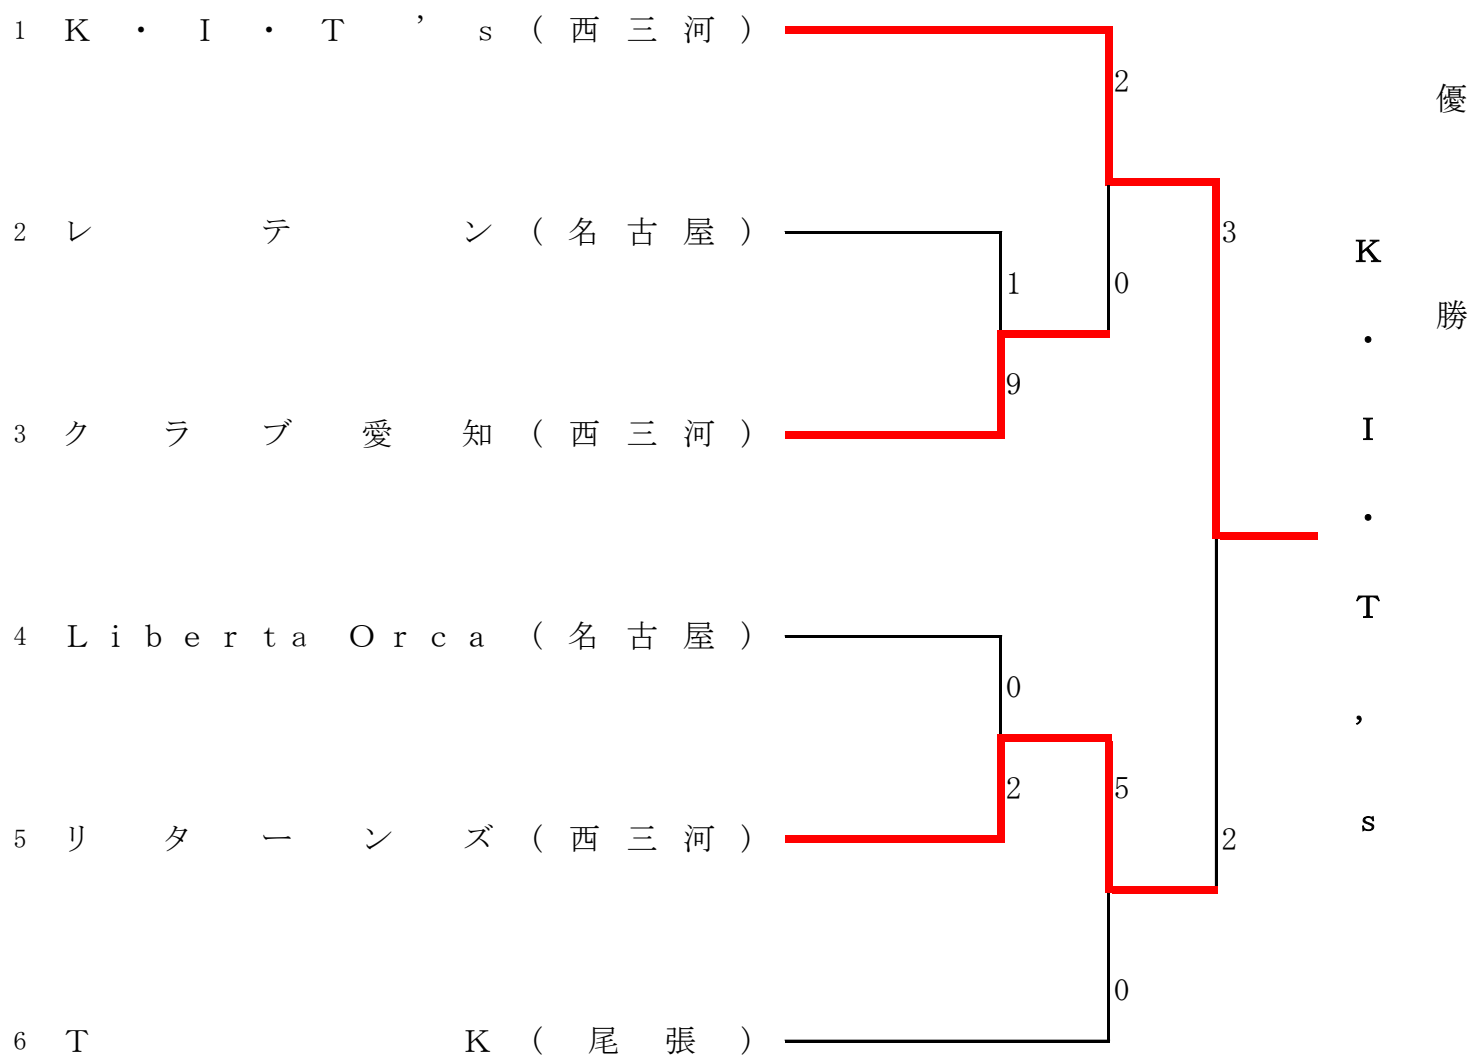 1 K・I・T's (西三河)
2
優
2 レテン (名古屋)
3
1
0
勝
9
3 クラブ愛知 (西三河)
K・I・T's
4 Liberta Orca (名古屋)
0
2
5
5 リターンズ (西三河)
2
0
6 TK (尾張)